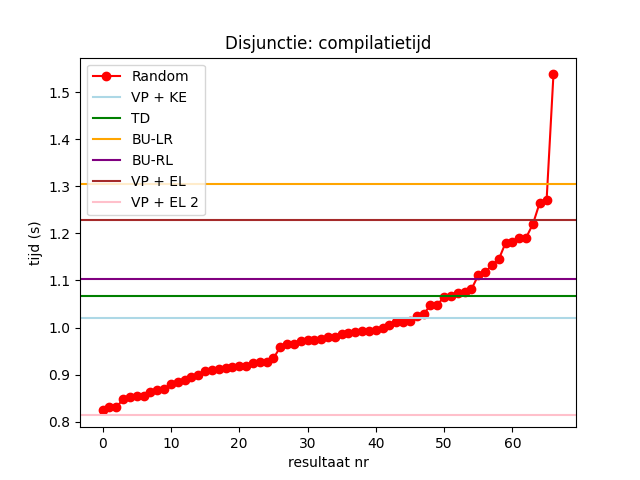 Disjunctie: compilatietijd
Random
VP + KE
TD
BU-LR
BU-RL
VP + EL
VP + EL 2
tijd (s)
1.5
1.4
1.3
1.2
1.1
1.0
0.9
0.8
0 10 20 30 40 50 60
resultaat nr